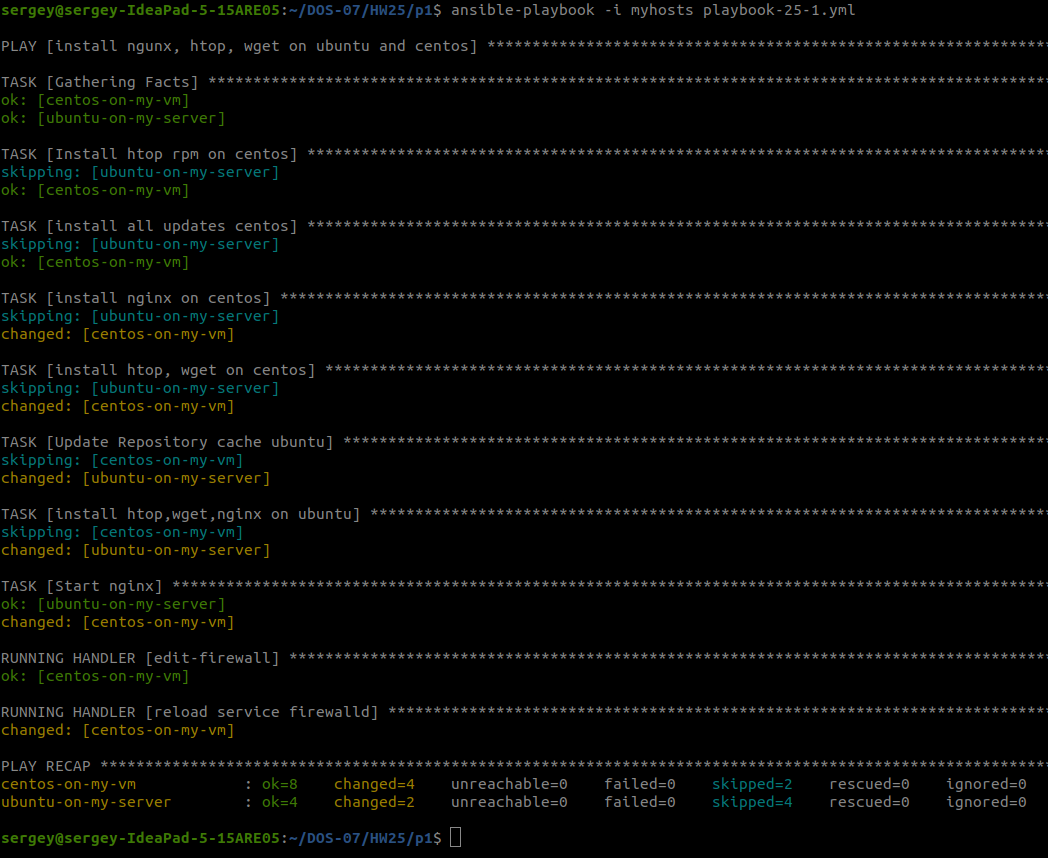 sergey@sergey-IdeaPad-5-15ARE05:~/DOS-07/HW25/p1$ ansible-playbook -i myhosts playbook-25-1.yml
PLAY [install ngunx, htop, wget on ubuntu and centos] **************************************************************
TASK [Gathering Facts] *********************************************************************************************
ok: [centos-on-my-vm]
ok: [ubuntu-on-my-server]
TASK [Install htop rpm on centos] **********************************************************************************
skipping: [ubuntu-on-my-server]
ok: [centos-on-my-vm]
TASK [install all updates centos] **********************************************************************************
skipping: [ubuntu-on-my-server]
ok: [centos-on-my-vm]
TASK [install nginx on centos] *************************************************************************************
skipping: [ubuntu-on-my-server]
changed: [centos-on-my-vm]
TASK [install htop, wget on centos] ********************************************************************************
skipping: [ubuntu-on-my-server]
changed: [centos-on-my-vm]
TASK [Update Repository cache ubuntu] ******************************************************************************
skipping: [centos-on-my-vm]
changed: [ubuntu-on-my-server]
TASK [install htop,wget,nginx on ubuntu] ***************************************************************************
skipping: [centos-on-my-vm]
changed: [ubuntu-on-my-server]
TASK [Start nginx] *************************************************************************************************
ok: [ubuntu-on-my-server]
changed: [centos-on-my-vm]
RUNNING HANDLER [edit-firewall] ************************************************************************************
ok: [centos-on-my-vm]
RUNNING HANDLER [reload service firewalld] *************************************************************************
changed: [centos-on-my-vm]
PLAY RECAP *********************************************************************************************************
centos-on-my-vm : ok=8 changed=4 unreachable=0 failed=0 skipped=2 rescued=0 ignored=0
ubuntu-on-my-server : ok=4 changed=2 unreachable=0 failed=0 skipped=4 rescued=0 ignored=0
sergey@sergey-IdeaPad-5-15ARE05:~/DOS-07/HW25/p1$